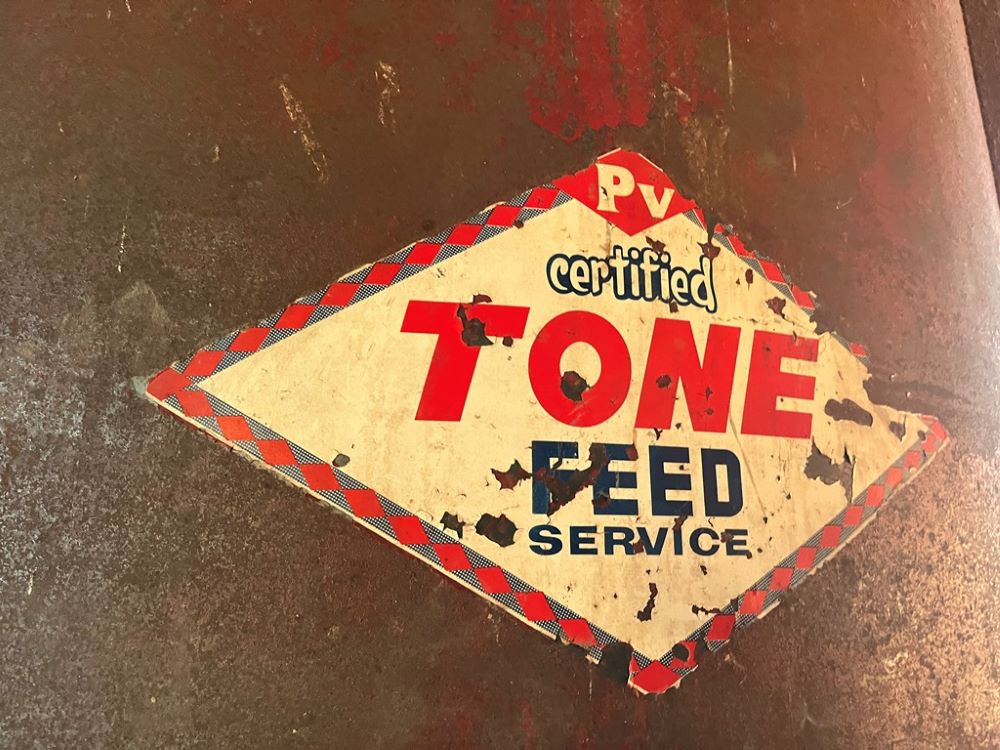 PV
certified
TONE
FEED
SERVICE